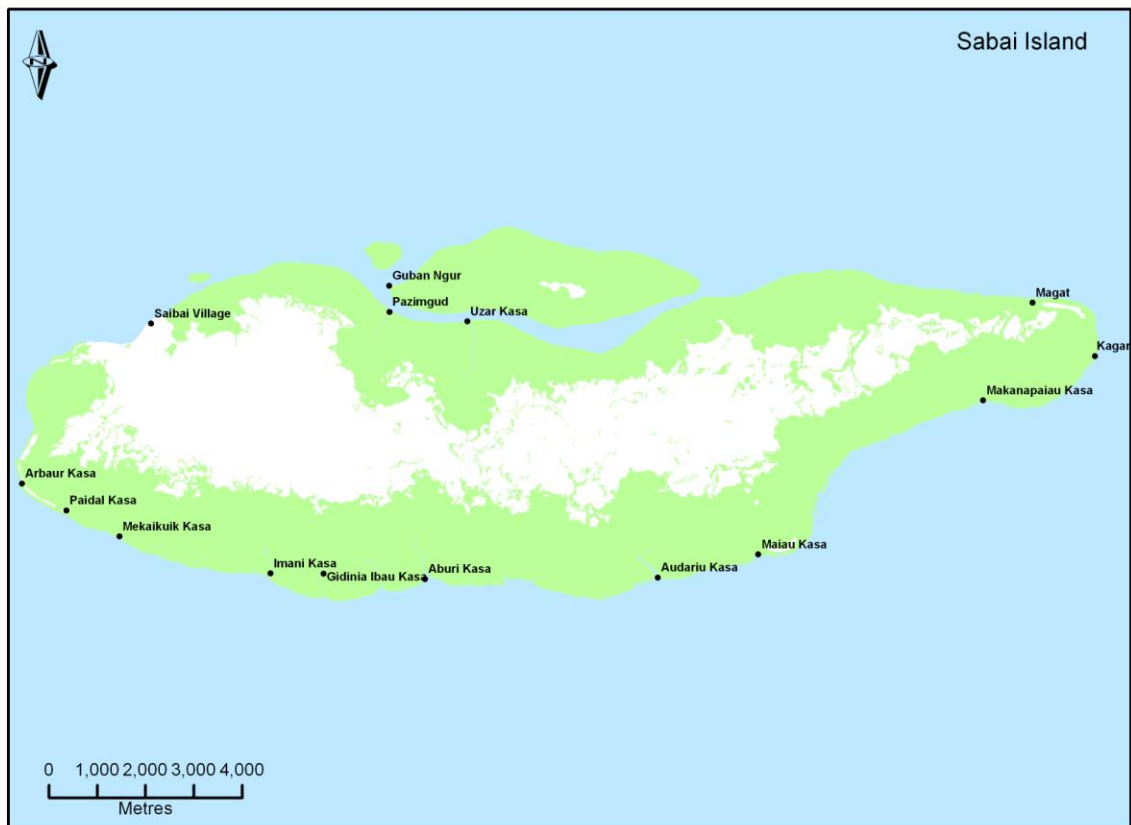 Sabai Island
N
Guban Ngur
Pazimgud
Uzar Kasa
Saibai Village
Magat
Kagar
Makanapaiau Kasa
Arbaur Kasa
Paidal Kasa
Mekaikuik Kasa
Imani Kasa
Gidinia Ibau Kasa
Aburi Kasa
Audariu Kasa
Maiau Kasa
0 1,000 2,000 3,000 4,000
Metres